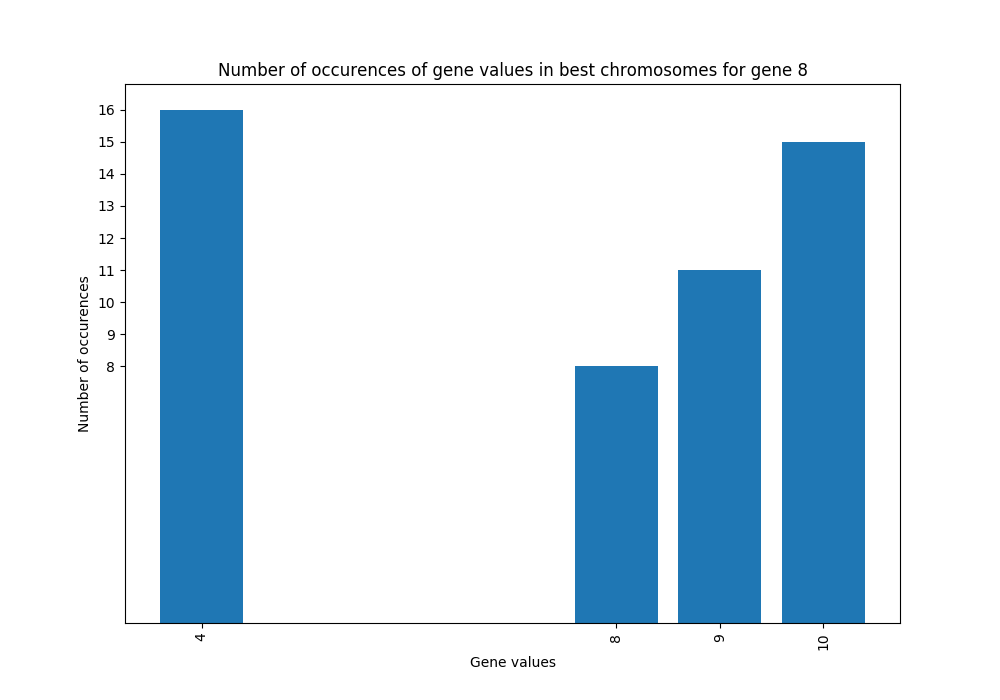 Number of occurences of gene values in best chromosomes for gene 8
16
15
14
13
12
11
10
9
8
Number of occurences
4 8 9 10
Gene values